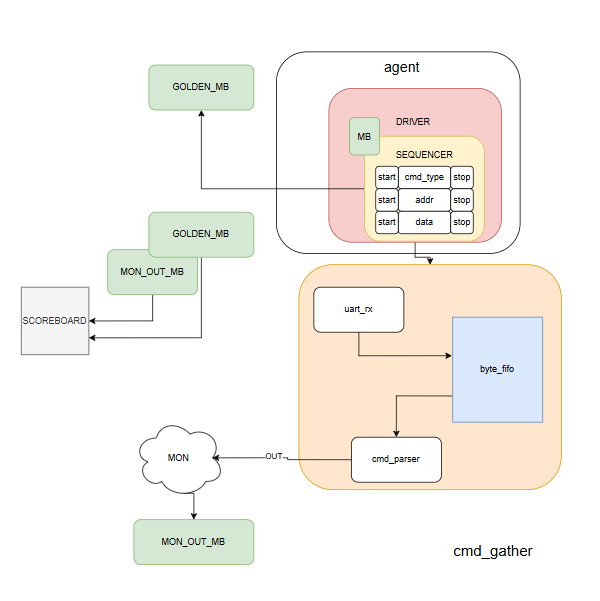 agent
GOLDEN_MB
DRIVER
MB
SEQUENCER
start cmd_type stop
start addr stop
start data stop
GOLDEN_MB
MON_OUT_MB
SCOREBOARD
uart_rx
byte_fifo
cmd_parser
OUT
MON
MON_OUT_MB
cmd_gather